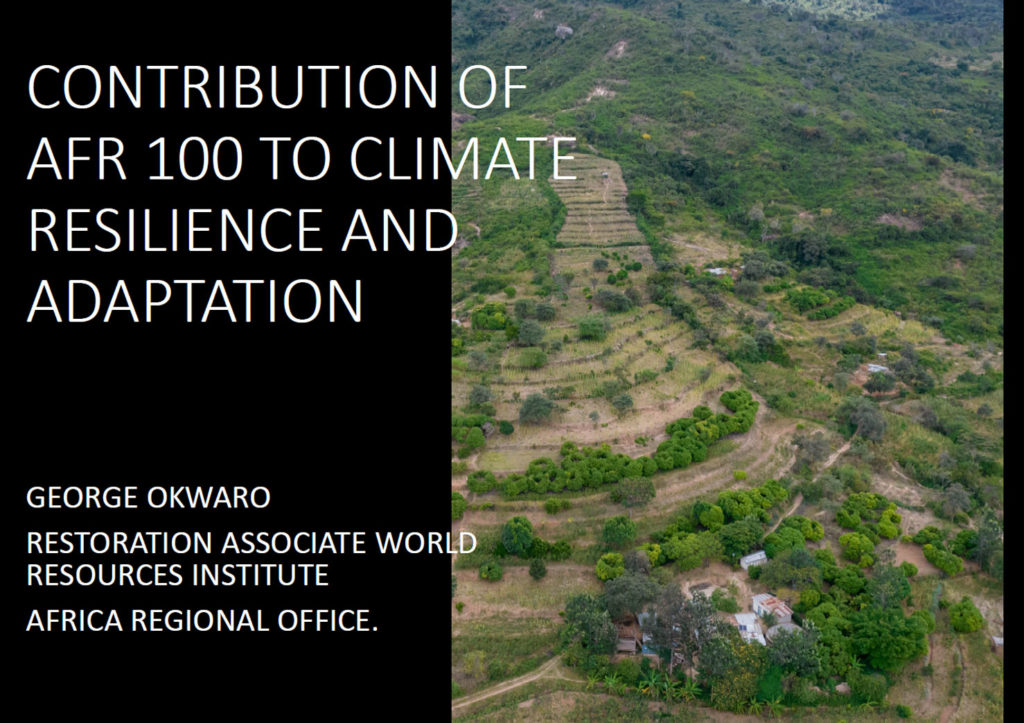 CONTRIBUTION OF
AFR 100 TO CLIMATE
RESILIENCE AND
ADAPTATION
GEORGE OKWARO
RESTORATION ASSOCIATE WORLD
RESOURCES INSTITUTE
AFRICA REGIONAL OFFICE.